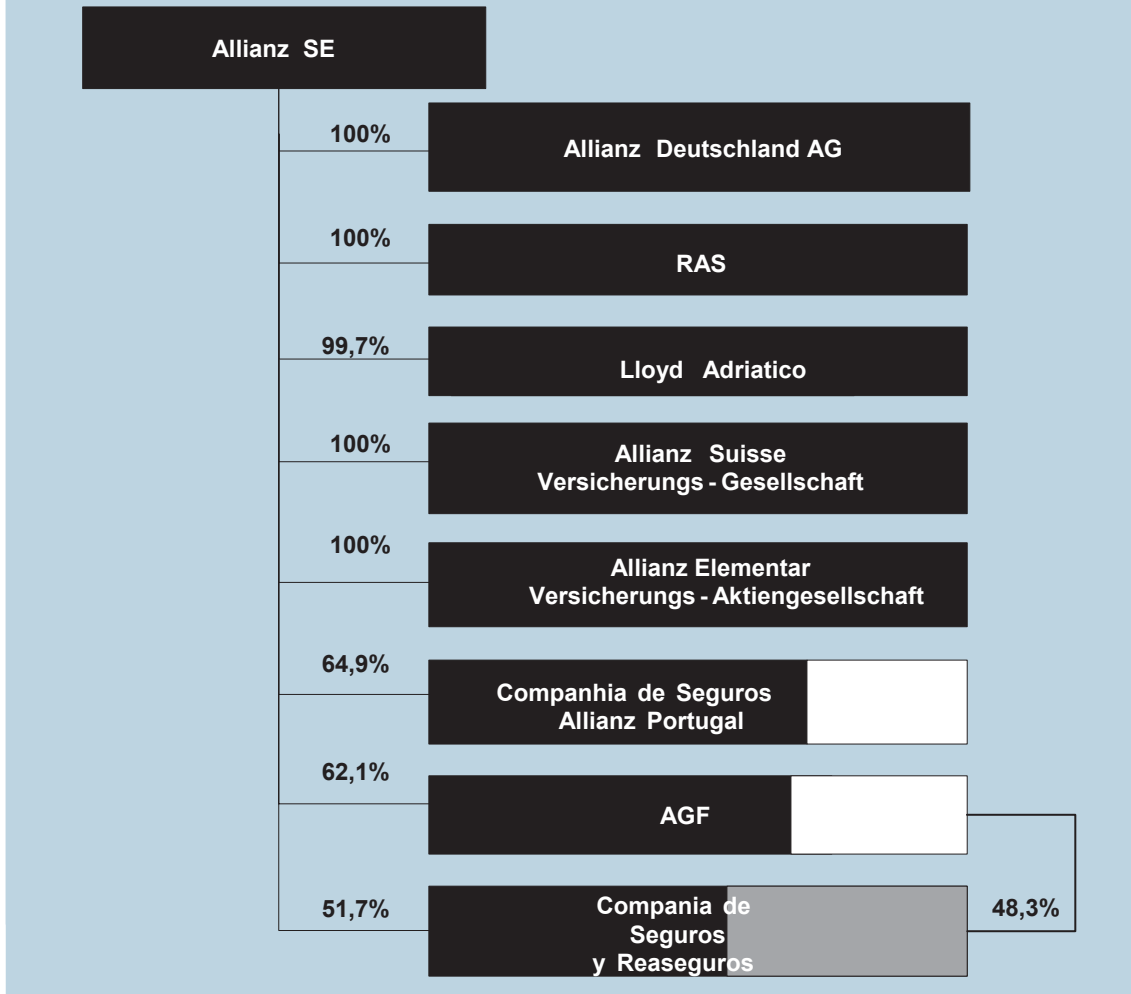 Allianz SE
100%
Allianz Deutschland AG
100%
RAS
99,7%
Lloyd Adriatico
100%
Allianz Suisse
Versicherungs - Gesellschaft
100%
Allianz Elementar
Versicherungs - Aktiengesellschaft
64,9%
Companhia de Seguros
Allianz Portugal
62,1%
AGF
51,7%
Compania de
Seguros
y Reaseguros
48,3%